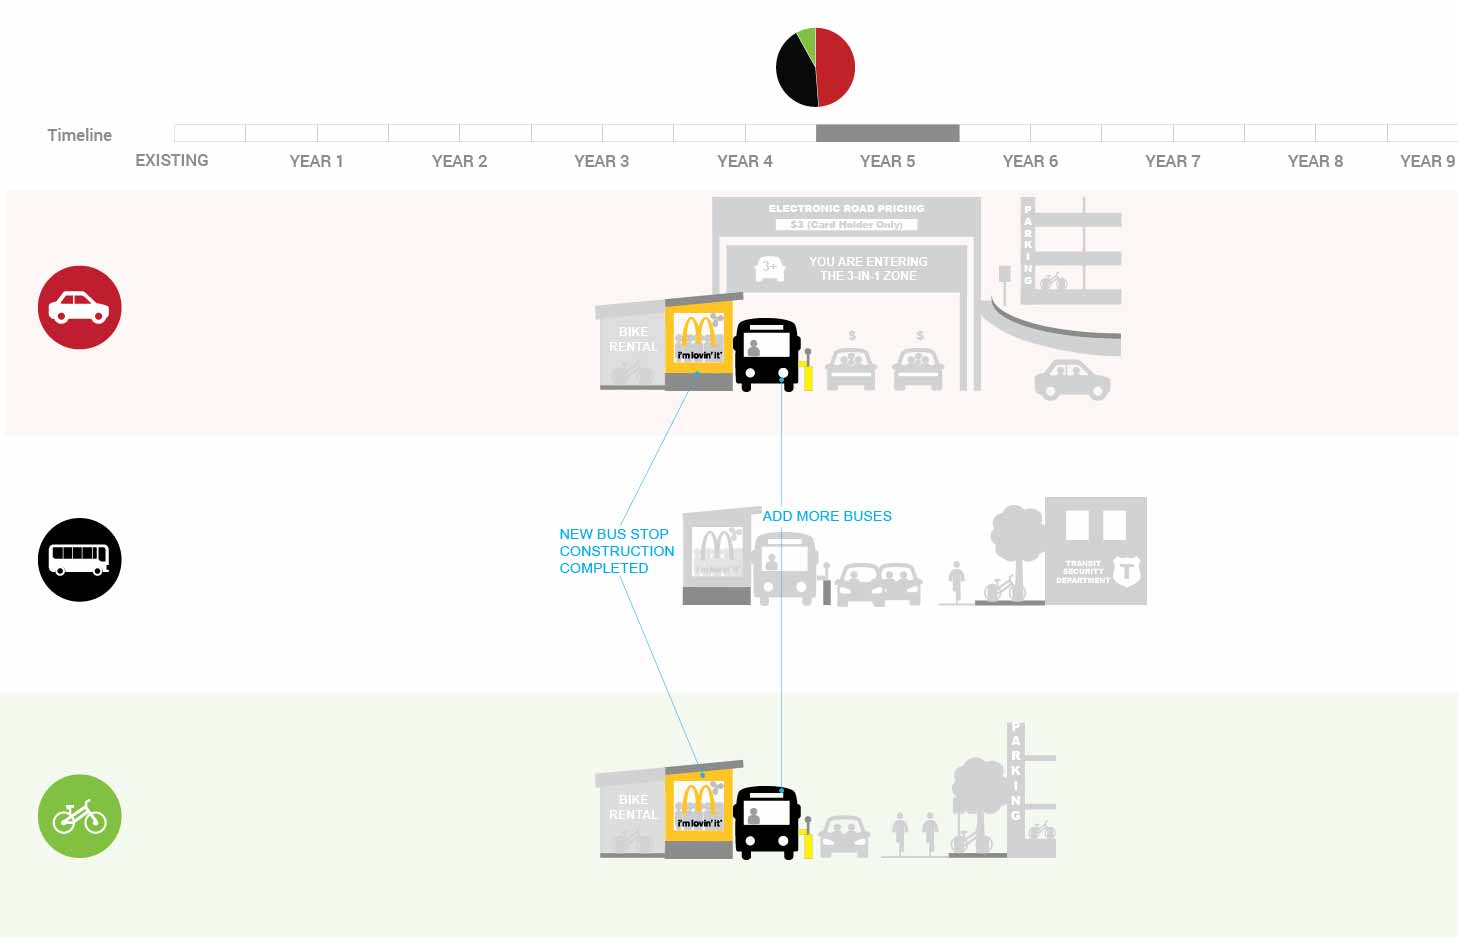 Timeline
EXISTING
YEAR 1
YEAR 2
YEAR 3
YEAR 4
YEAR 5
YEAR 6
YEAR 7
YEAR 8
YEAR 9
ELECTRONIC ROAD PRICING
$3 (Card Holder Only)
3+
YOU ARE ENTERING
THE 3-IN-1 ZONE
PARKING
BIKE
RENTAL
i'm lovin' it
$
$
NEW BUS STOP
CONSTRUCTION
COMPLETED
ADD MORE BUSES
TRANSIT
SECURITY
DEPARTMENT
T
PARKING
BIKE
RENTAL
i'm lovin' it